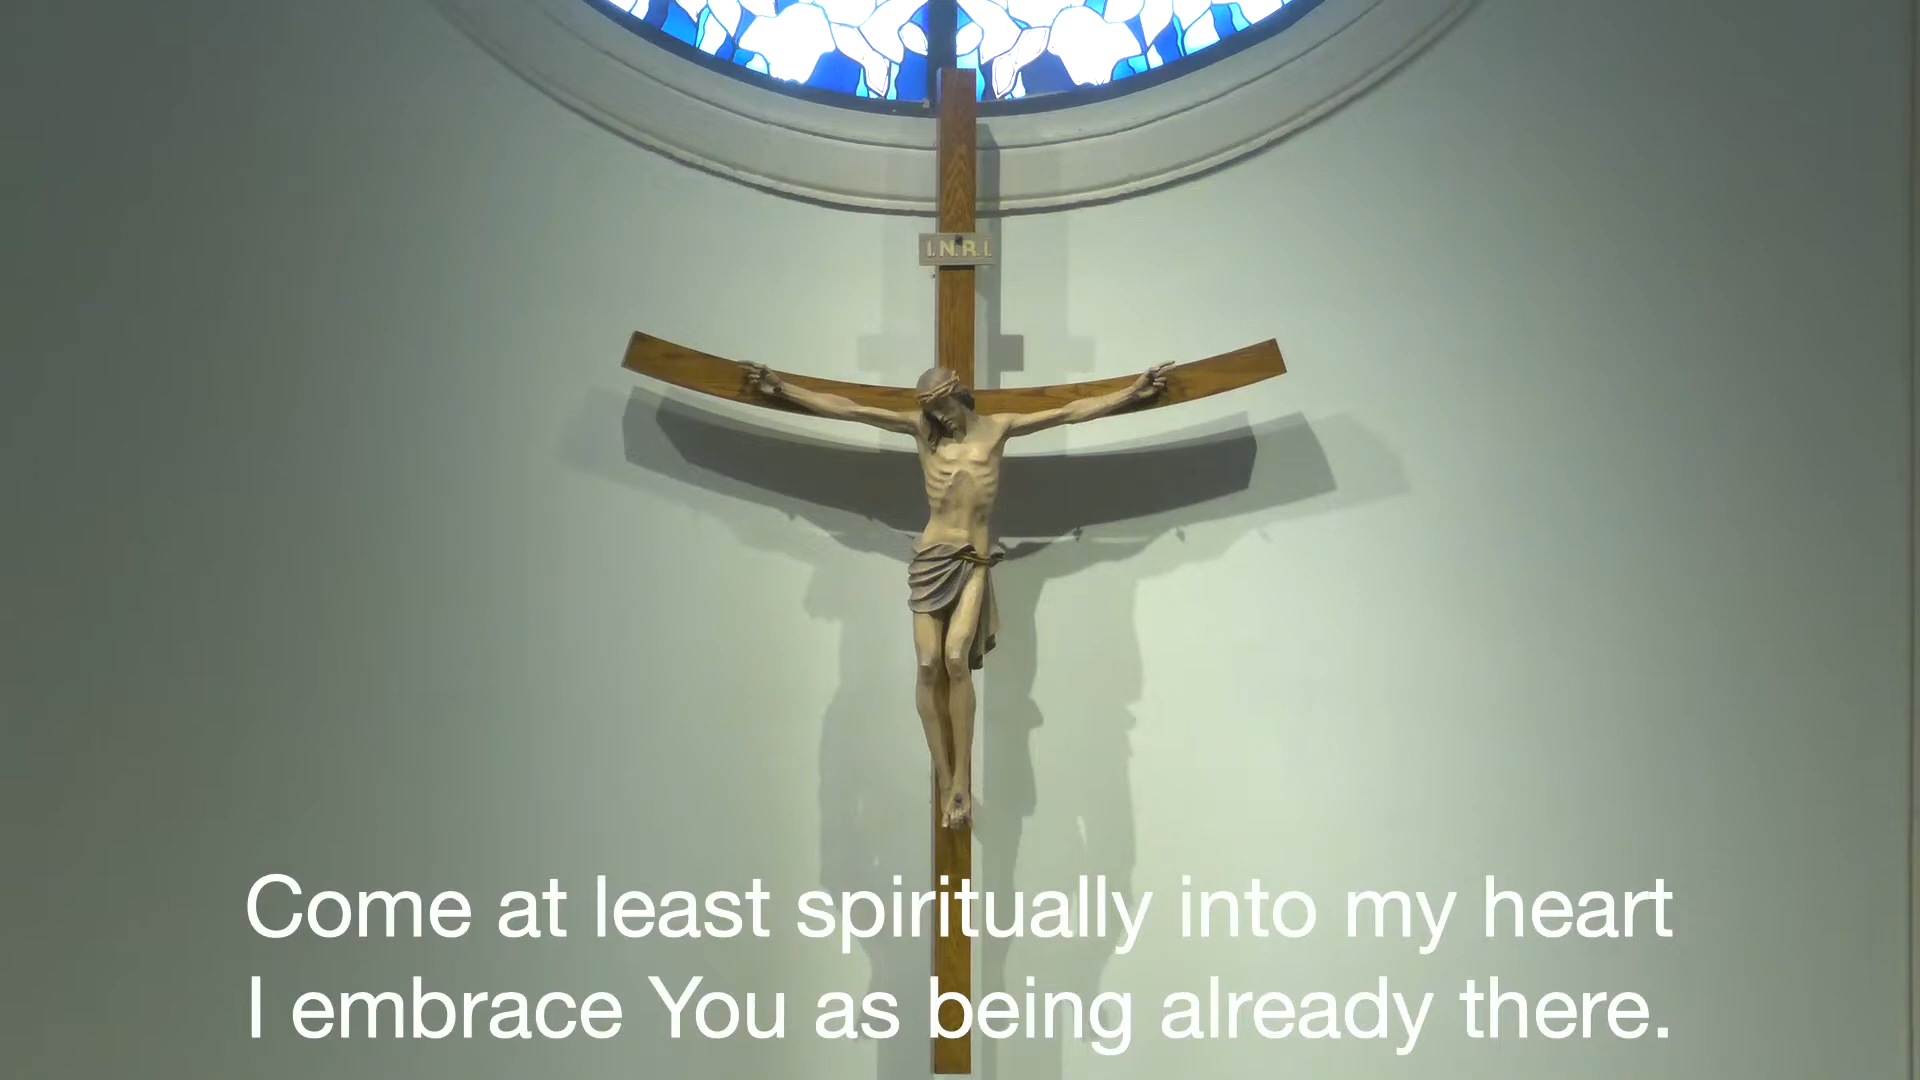 I.N.R.I.
Come at least spiritually into my heart
I embrace You as being already there.